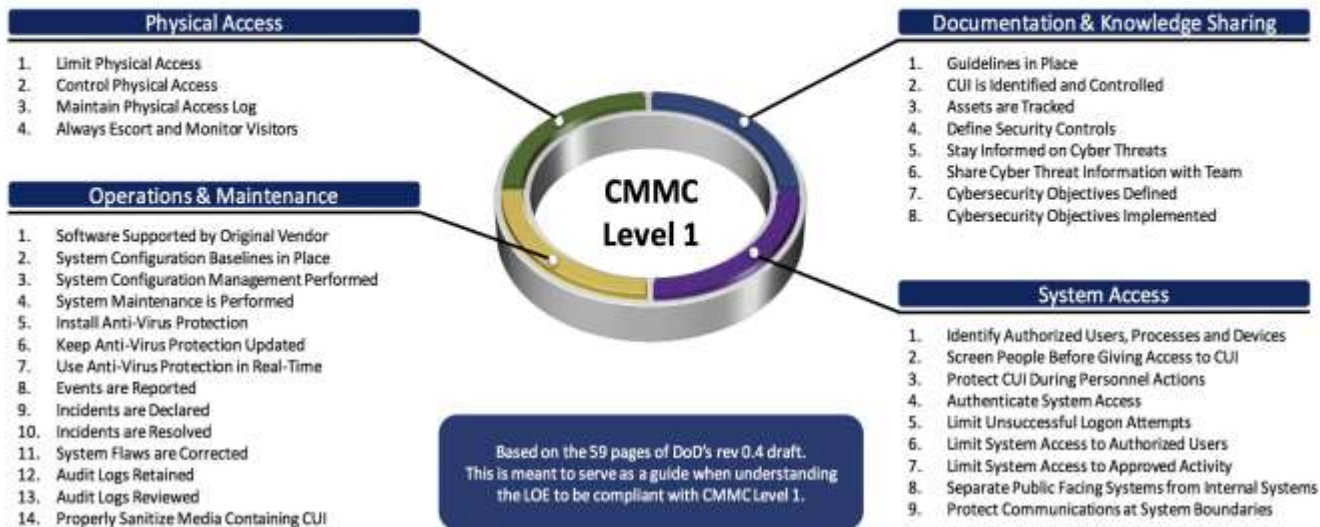 Physical Access
1. Limit Physical Access
2. Control Physical Access
3. Maintain Physical Access Log
4. Always Escort and Monitor Visitors
Operations & Maintenance
1. Software Supported by Original Vendor
2. System Configuration Baselines in Place
3. System Configuration Management Performed
4. System Maintenance is Performed
5. Install Anti-Virus Protection
6. Keep Anti-Virus Protection Updated
7. Use Anti-Virus Protection in Real-Time
8. Events are Reported
9. Incidents are Declared
10. Incidents are Resolved
11. System Flaws are Corrected
12. Audit Logs Retained
13. Audit Logs Reviewed
14. Properly Sanitize Media Containing CUI
CMMC
Level 1
Based on the 59 pages of DoD's rev 0.4 draft.
This is meant to serve as a guide when understanding
the LOE to be compliant with CMMC Level 1.
Documentation & Knowledge Sharing
1. Guidelines in Place
2. CUI is Identified and Controlled
3. Assets are Tracked
4. Define Security Controls
5. Stay Informed on Cyber Threats
6. Share Cyber Threat Information with Team
7. Cybersecurity Objectives Defined
8. Cybersecurity Objectives Implemented
System Access
1. Identify Authorized Users, Processes and Devices
2. Screen People Before Giving Access to CUI
3. Protect CUI During Personnel Actions
4. Authenticate System Access
5. Limit Unsuccessful Logon Attempts
6. Limit System Access to Authorized Users
7. Limit System Access to Approved Activity
8. Separate Public Facing Systems from Internal Systems
9. Protect Communications at System Boundaries